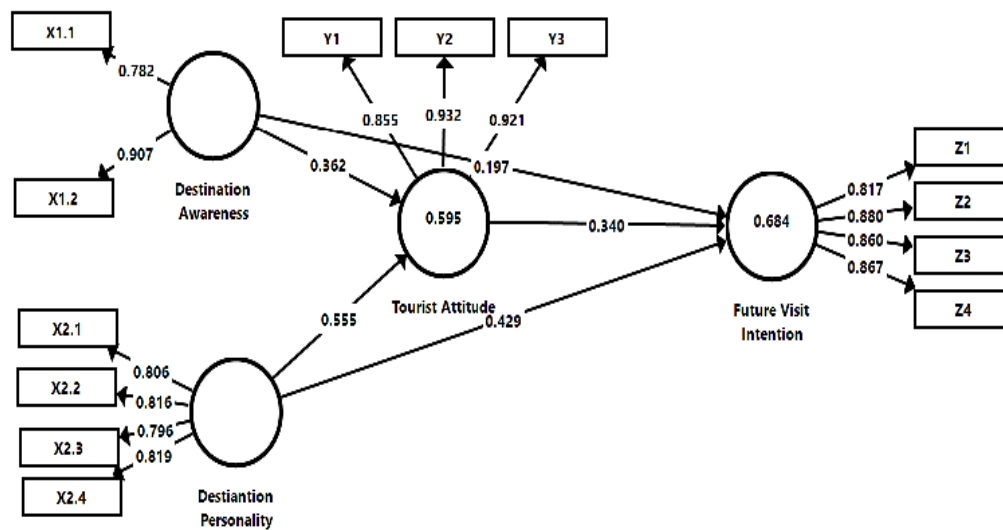 X1.1
0.782
0.907
X1.2
Destination
Awareness
Y1
Y2
Y3
0.855
0.932
0.921
0.362
0.197
0.595
Tourist Attitude
0.340
0.684
Future Visit
Intention
0.817
0.880
0.860
0.867
Z1
Z2
Z3
Z4
0.555
0.429
X2.1
X2.2
X2.3
X2.4
0.806
0.816
0.796
0.819
Destiantion
Personality